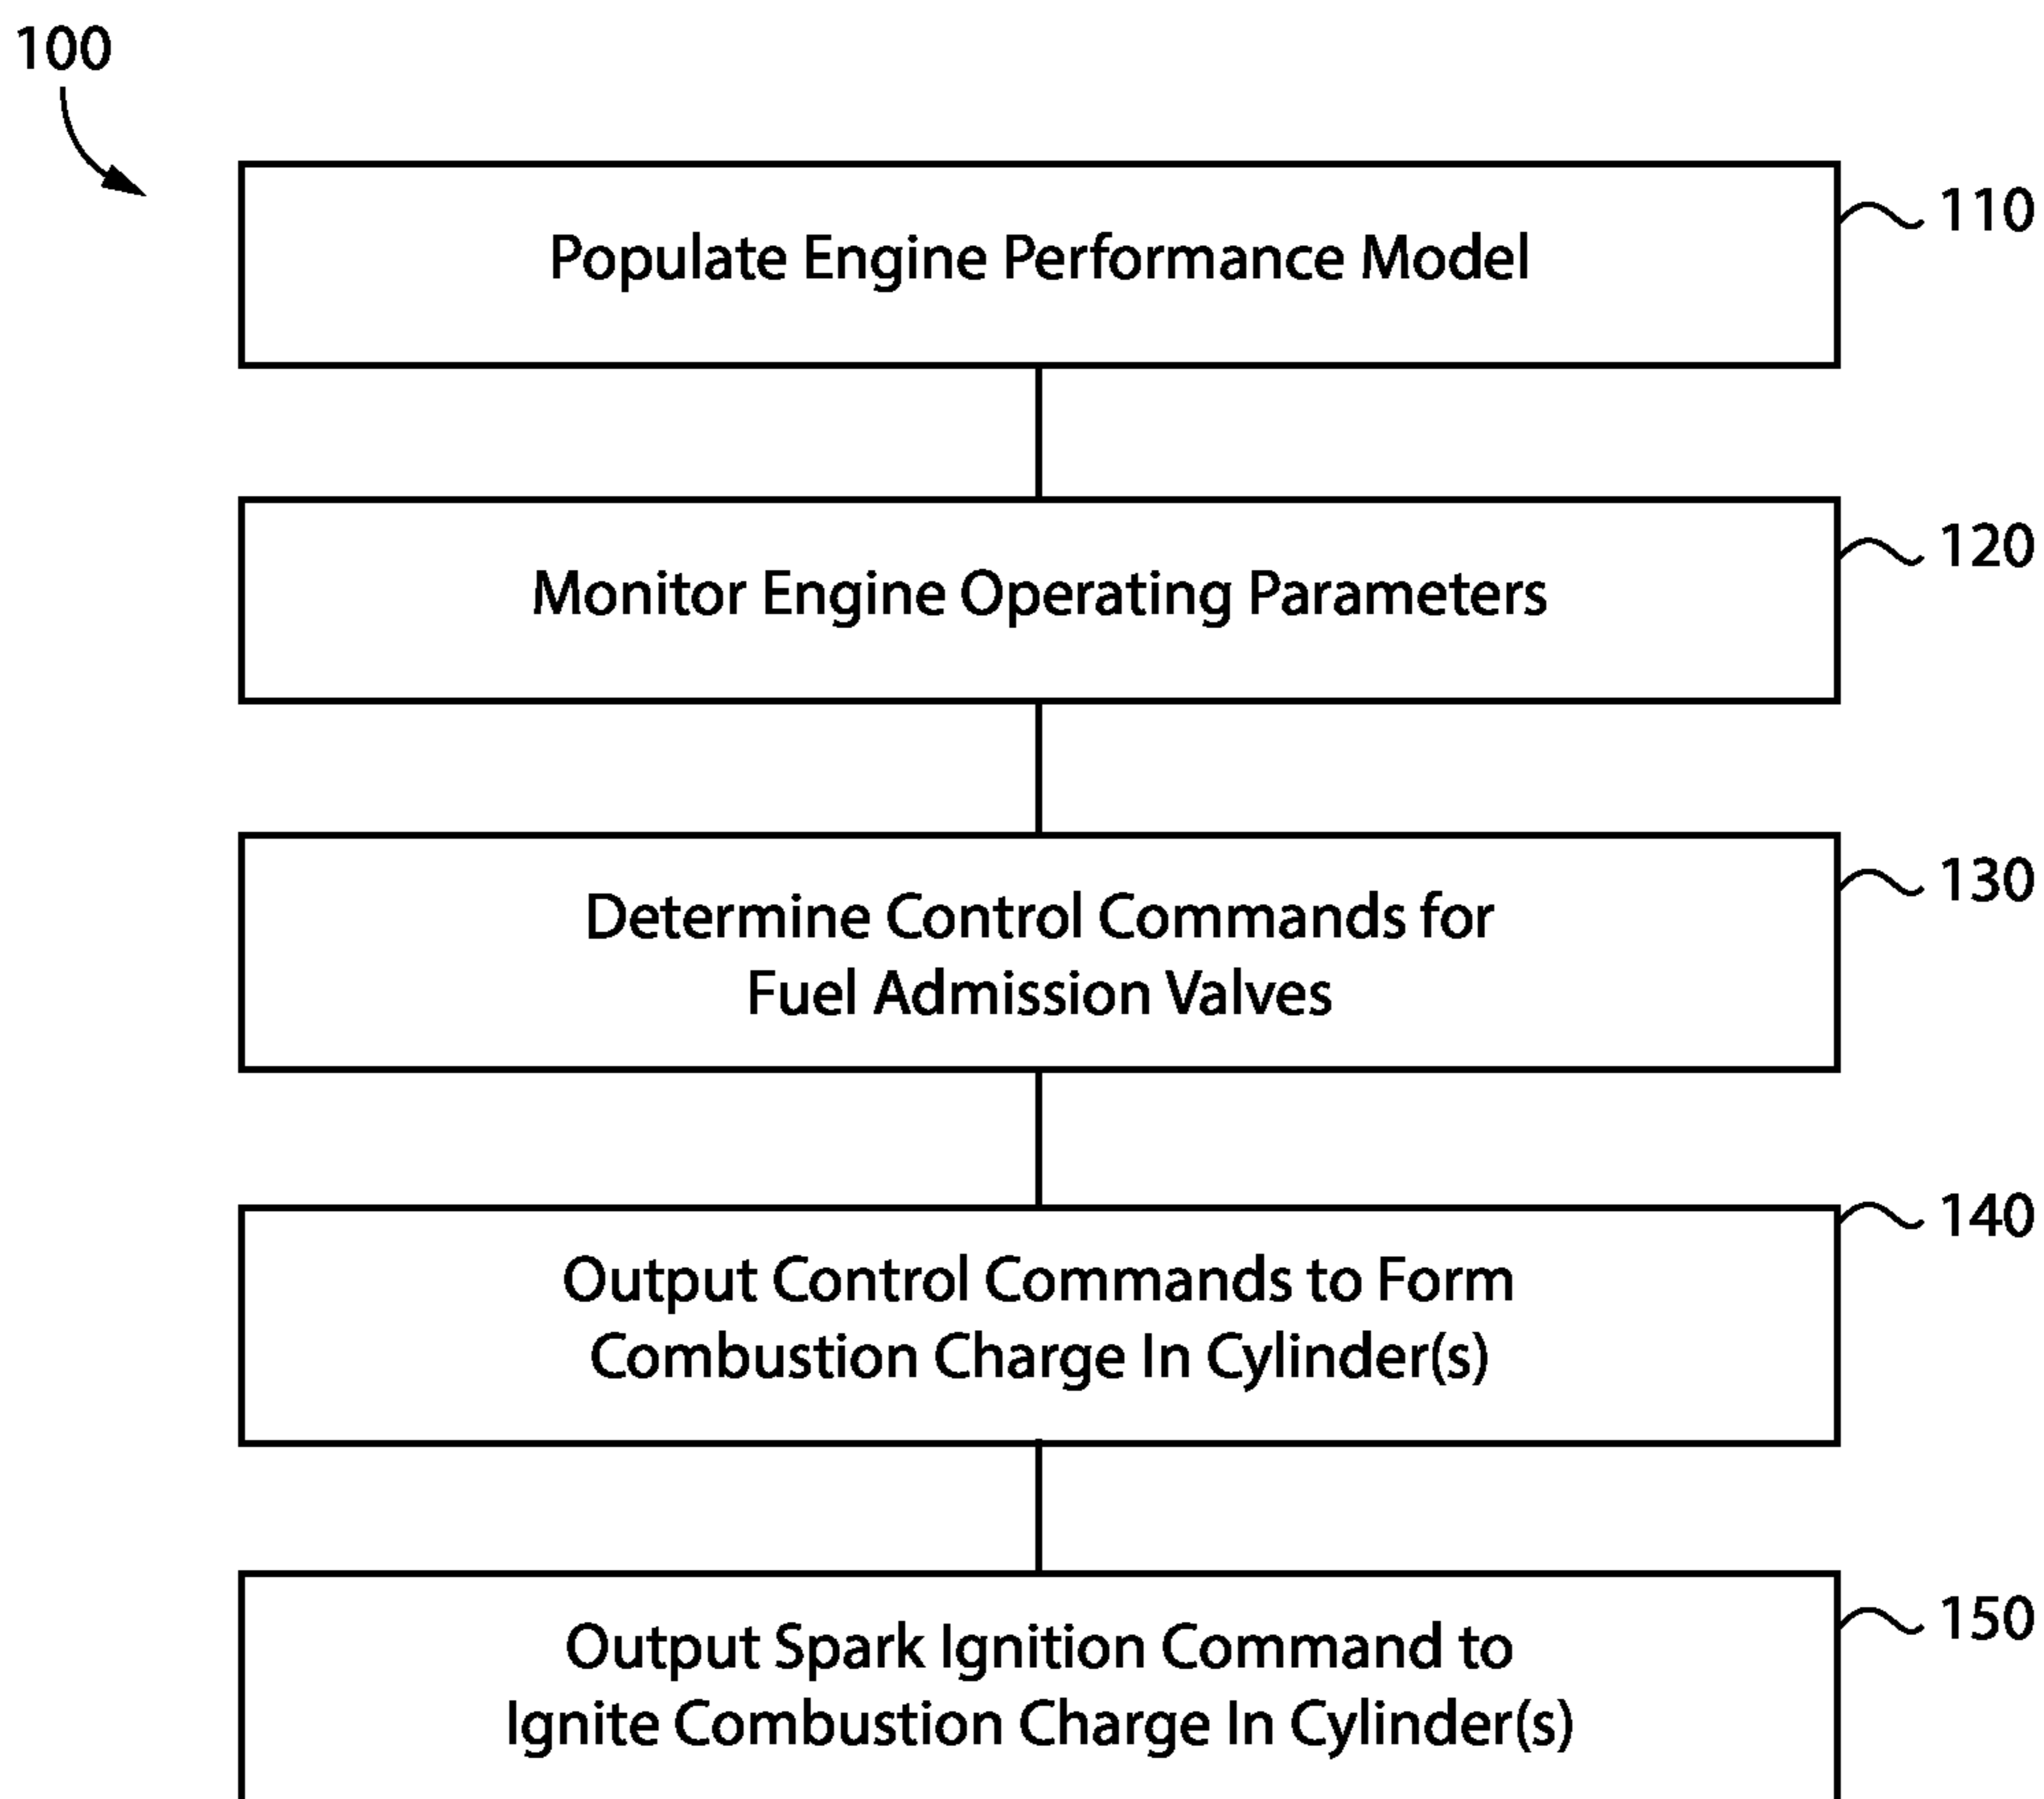 100
Populate Engine Performance Model
110
Monitor Engine Operating Parameters
120
Determine Control Commands for
Fuel Admission Valves
130
Output Control Commands to Form
Combustion Charge In Cylinder(s)
140
Output Spark Ignition Command to
Ignite Combustion Charge In Cylinder(s)
150